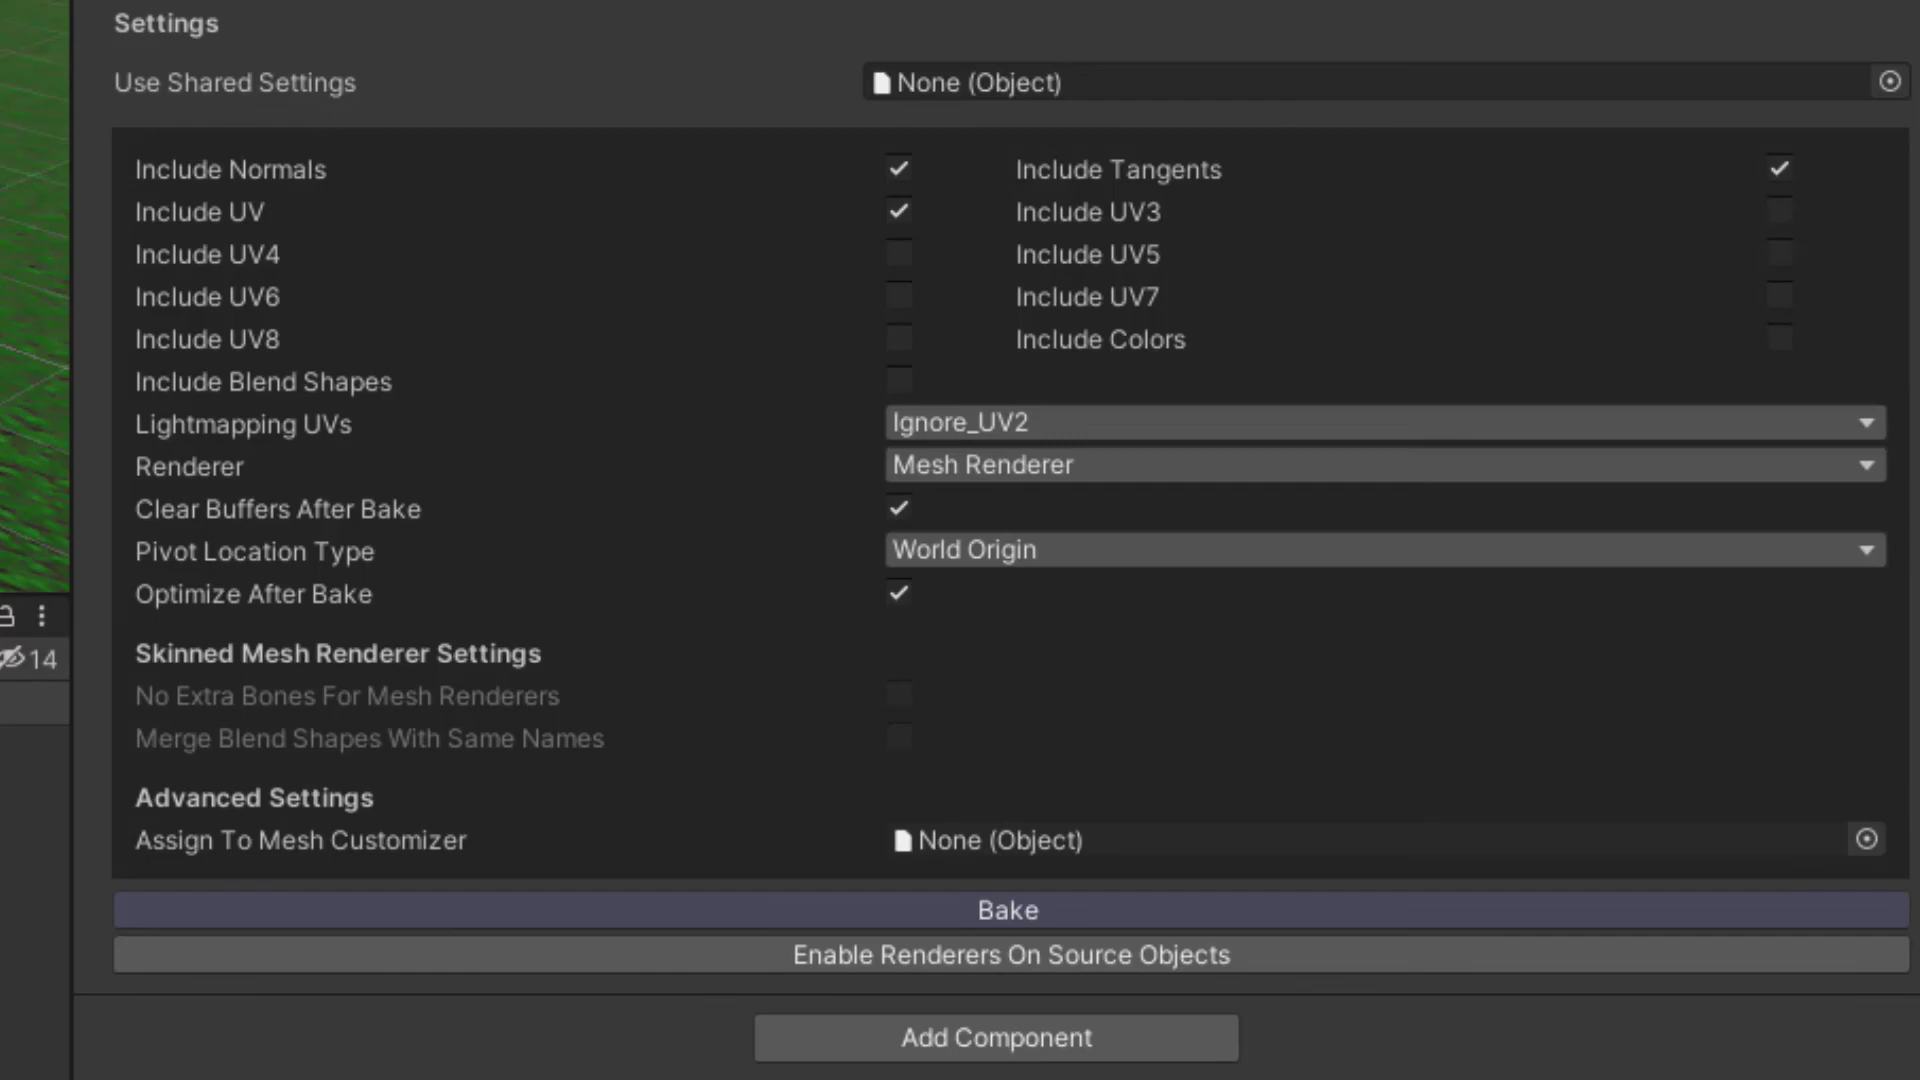 Settings
Use Shared Settings None (Object)
Include Normals Include Tangents
Include UV Include UV3
Include UV4 Include UV5
Include UV6 Include UV7
Include UV8 Include Colors
Include Blend Shapes
Lightmapping UVs Ignore_UV2
Renderer Mesh Renderer
Clear Buffers After Bake
Pivot Location Type World Origin
Optimize After Bake
14
Skinned Mesh Renderer Settings
No Extra Bones For Mesh Renderers
Merge Blend Shapes With Same Names
Advanced Settings
Assign To Mesh Customizer None (Object)
Bake
Enable Renderers On Source Objects
Add Component